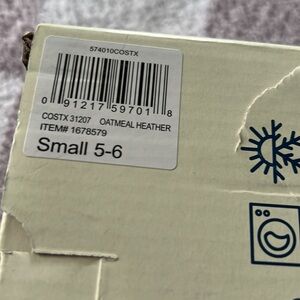 574010COSTX
0 91217 59701 8
COSTX 31207 OATMEAL HEATHER
ITEM# 1678579
Small 5-6